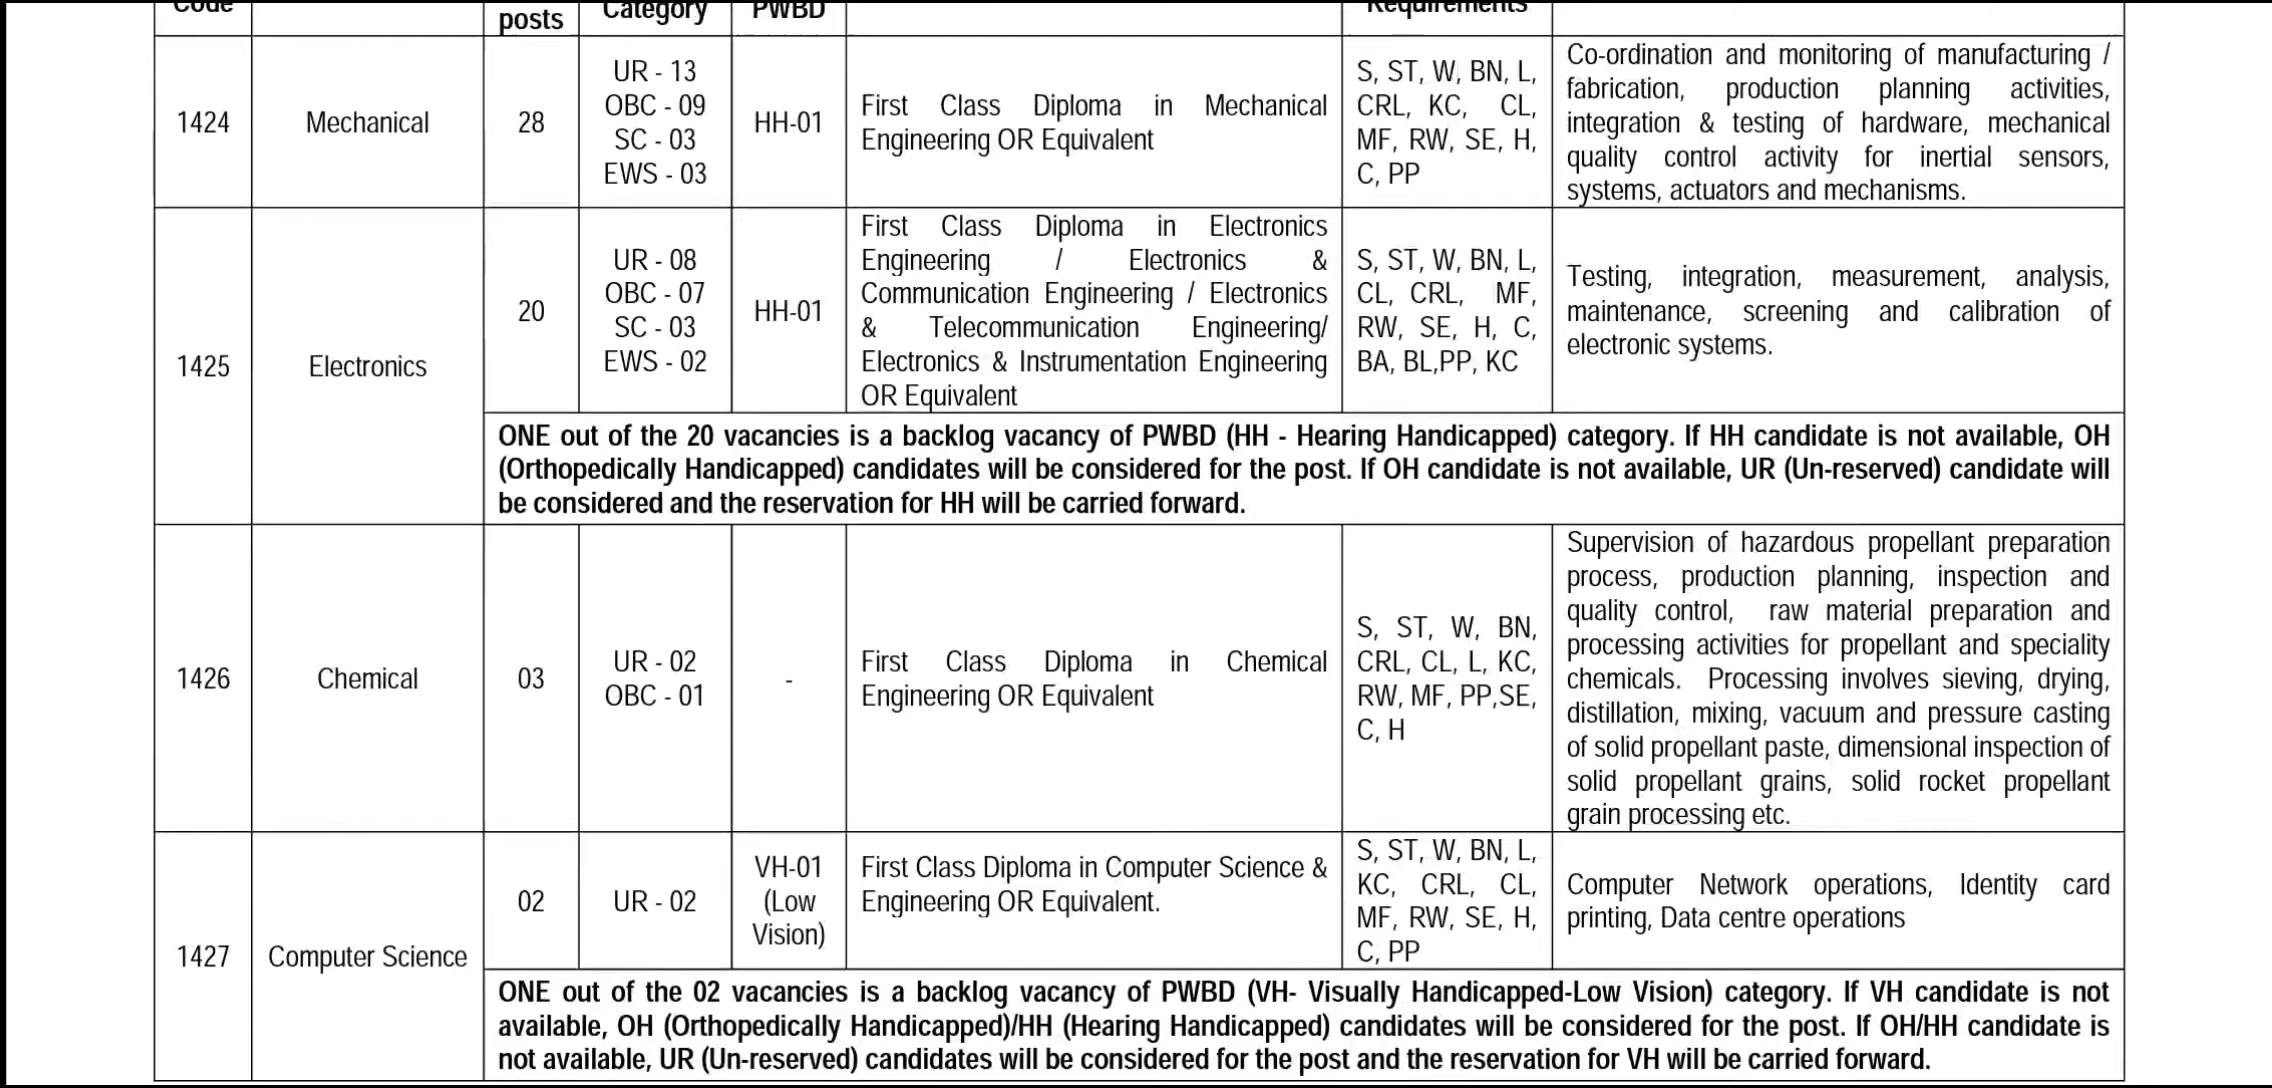 Code
posts
Category
PWBD
Requirements
1424
Mechanical
28
UR - 13
OBC - 09
SC - 03
EWS - 03
HH-01
First Class Diploma in Mechanical
Engineering OR Equivalent
S, ST, W, BN, L,
CRL, KC, CL,
MF, RW, SE, H,
C, PP
Co-ordination and monitoring of manufacturing /
fabrication, production planning activities,
integration & testing of hardware, mechanical
quality control activity for inertial sensors,
systems, actuators and mechanisms.
1425
Electronics
20
UR - 08
OBC - 07
SC - 03
EWS - 02
HH-01
First Class Diploma in Electronics
Engineering / Electronics &
Communication Engineering / Electronics
& Telecommunication Engineering/
Electronics & Instrumentation Engineering
OR Equivalent
S, ST, W, BN, L,
CL, CRL, MF,
RW, SE, H, C,
BA, BL,PP, KC
Testing, integration, measurement, analysis,
maintenance, screening and calibration of
electronic systems.
ONE out of the 20 vacancies is a backlog vacancy of PWBD (HH - Hearing Handicapped) category. If HH candidate is not available, OH
(Orthopedically Handicapped) candidates will be considered for the post. If OH candidate is not available, UR (Un-reserved) candidate will
be considered and the reservation for HH will be carried forward.
1426
Chemical
03
UR - 02
OBC - 01
-
First Class Diploma in Chemical
Engineering OR Equivalent
S, ST, W, BN,
CRL, CL, L, KC,
RW, MF, PP,SE,
C, H
Supervision of hazardous propellant preparation
process, production planning, inspection and
quality control, raw material preparation and
processing activities for propellant and speciality
chemicals. Processing involves sieving, drying,
distillation, mixing, vacuum and pressure casting
of solid propellant paste, dimensional inspection of
solid propellant grains, solid rocket propellant
grain processing etc.
1427
Computer Science
02
UR - 02
VH-01
(Low
Vision)
First Class Diploma in Computer Science &
Engineering OR Equivalent.
S, ST, W, BN, L,
KC, CRL, CL,
MF, RW, SE, H,
C, PP
Computer Network operations, Identity card
printing, Data centre operations
ONE out of the 02 vacancies is a backlog vacancy of PWBD (VH- Visually Handicapped-Low Vision) category. If VH candidate is not
available, OH (Orthopedically Handicapped)/HH (Hearing Handicapped) candidates will be considered for the post. If OH/HH candidate is
not available, UR (Un-reserved) candidates will be considered for the post and the reservation for VH will be carried forward.